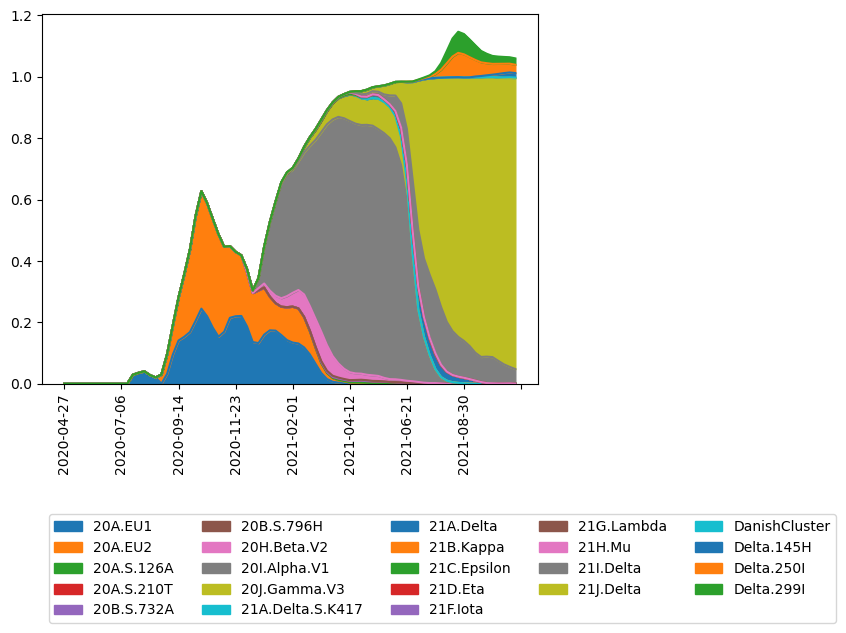 1.2
1.0
0.8
0.6
0.4
0.2
0.0
2020-04-27
2020-07-06
2020-09-14
2020-11-23
2021-02-01
2021-04-12
2021-06-21
2021-08-30
20A.EU1
20A.EU2
20A.S.126A
20A.S.210T
20B.S.732A
20B.S.796H
20H.Beta.V2
20I.Alpha.V1
20J.Gamma.V3
21A.Delta.S.K417
21A.Delta
21B.Kappa
21C.Epsilon
21D.Eta
21F.Iota
21G.Lambda
21H.Mu
21I.Delta
21J.Delta
DanishCluster
Delta.145H
Delta.250I
Delta.299I